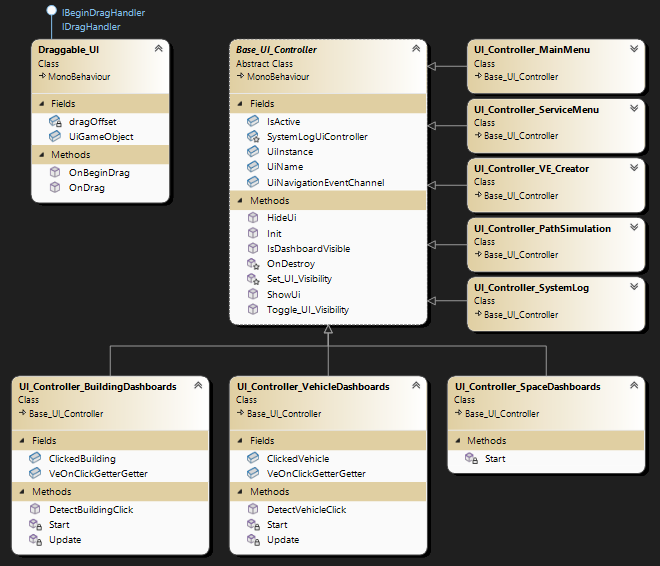 IBeginDragHandler
IDragHandler
Draggable_UI
Class
MonoBehaviour
Fields
dragOffset
UiGameObject
Methods
OnBeginDrag
OnDrag
Base_UI_Controller
Abstract Class
MonoBehaviour
Fields
IsActive
SystemLogUiController
UiInstance
UiName
UiNavigationEventChannel
Methods
HideUi
Init
IsDashboardVisible
OnDestroy
Set_UI_Visibility
ShowUi
Toggle_UI_Visibility
UI_Controller_MainMenu
Class
Base_UI_Controller
UI_Controller_ServiceMenu
Class
Base_UI_Controller
UI_Controller_VE_Creator
Class
Base_UI_Controller
UI_Controller_PathSimulation
Class
Base_UI_Controller
UI_Controller_SystemLog
Class
Base_UI_Controller
UI_Controller_BuildingDashboards
Class
Base_UI_Controller
Fields
ClickedBuilding
VeOnClickGetterGetter
Methods
DetectBuildingClick
Start
Update
UI_Controller_VehicleDashboards
Class
Base_UI_Controller
Fields
ClickedVehicle
VeOnClickGetterGetter
Methods
DetectVehicleClick
Start
Update
UI_Controller_SpaceDashboards
Class
Base_UI_Controller
Methods
Start